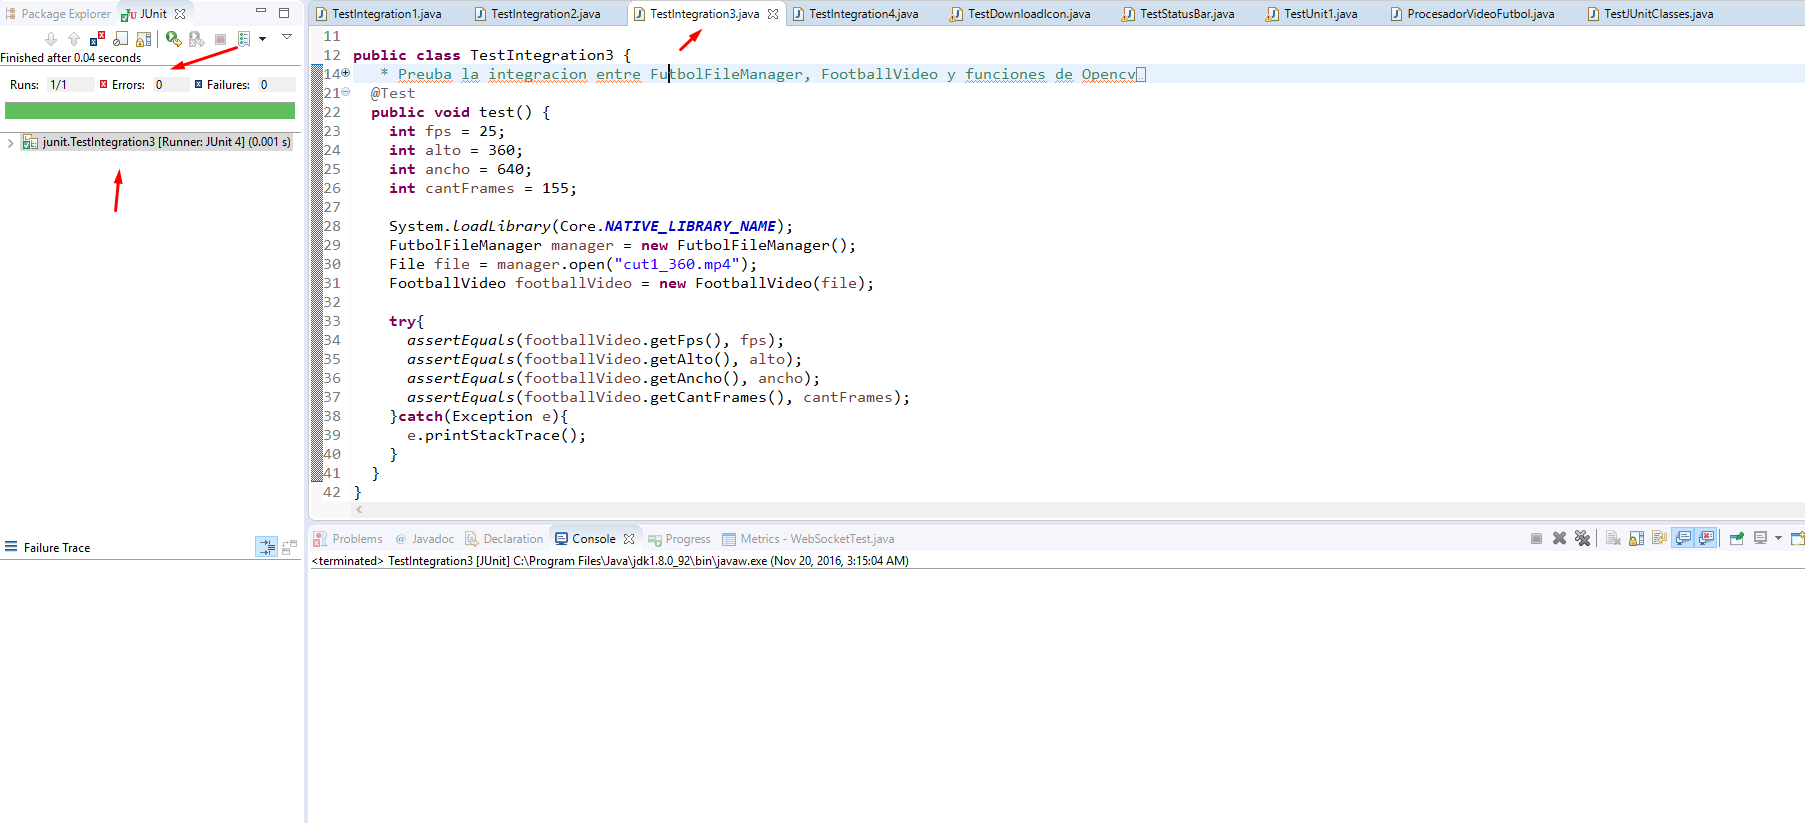 Package Explorer JUnit
Finished after 0.04 seconds
Runs: 1/1 Errors: 0 Failures: 0
junit.TestIntegration3 [Runner: JUnit 4] (0.001 s)
Failure Trace
TestIntegration1.java TestIntegration2.java TestIntegration3.java TestIntegration4.java TestDownloadIcon.java TestStatusBar.java TestUnit1.java ProcesadorVideoFutbol.java TestJUnitClasses.java
11
12 public class TestIntegration3 {
14 * Preuba la integracion entre FutbolFileManager, FootballVideo y funciones de Opencv
21 @Test
22 public void test() {
23 int fps = 25;
24 int alto = 360;
25 int ancho = 640;
26 int cantFrames = 155;
27
28 System.loadLibrary(Core.NATIVE_LIBRARY_NAME);
29 FutbolFileManager manager = new FutbolFileManager();
30 File file = manager.open("cut1_360.mp4");
31 FootballVideo footballVideo = new FootballVideo(file);
32
33 try{
34 assertEquals(footballVideo.getFps(), fps);
35 assertEquals(footballVideo.getAlto(), alto);
36 assertEquals(footballVideo.getAncho(), ancho);
37 assertEquals(footballVideo.getCantFrames(), cantFrames);
38 }catch(Exception e){
39 e.printStackTrace();
40 }
41 }
42 }
Problems @ Javadoc Declaration Console Progress Metrics - WebSocketTest.java
<terminated> TestIntegration3 [JUnit] C:\Program Files\Java\jdk1.8.0_92\bin\javaw.exe (Nov 20, 2016, 3:15:04 AM)